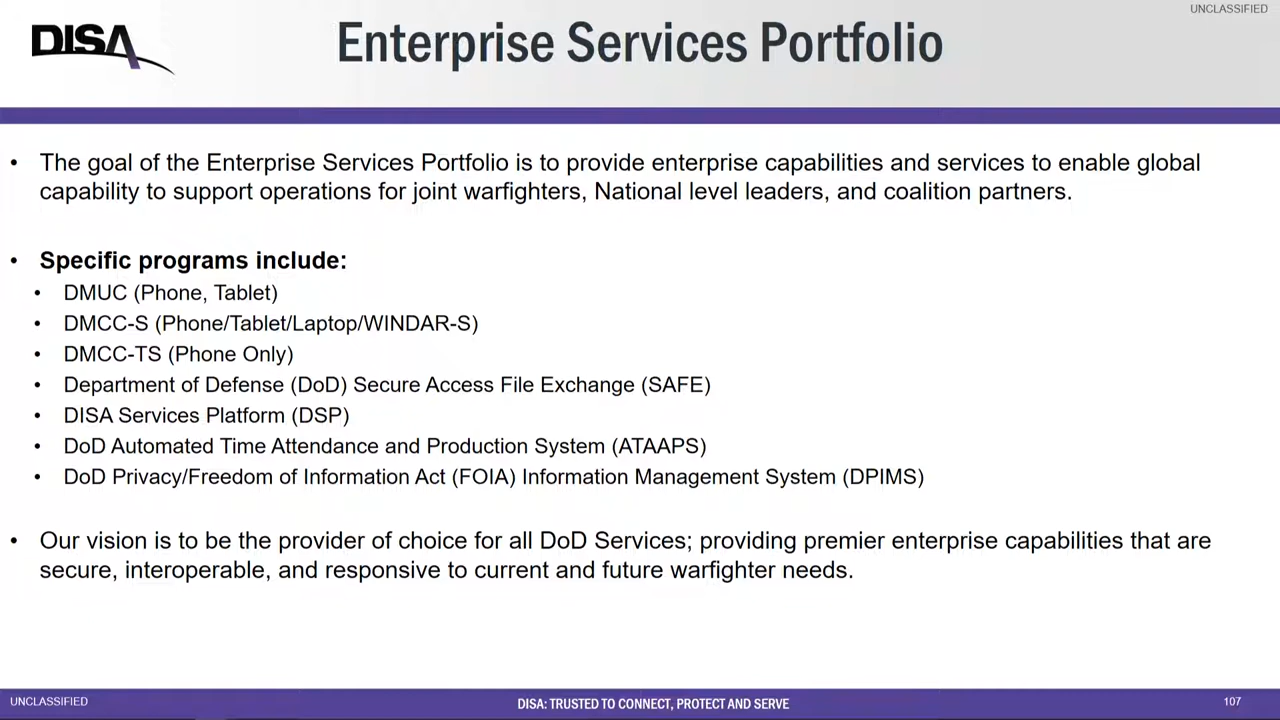 UNCLASSIFIED
DISA
Enterprise Services Portfolio
• The goal of the Enterprise Services Portfolio is to provide enterprise capabilities and services to enable global
capability to support operations for joint warfighters, National level leaders, and coalition partners.
• Specific programs include:
• DMUC (Phone, Tablet)
• DMCC-S (Phone/Tablet/Laptop/WINDAR-S)
• DMCC-TS (Phone Only)
• Department of Defense (DoD) Secure Access File Exchange (SAFE)
• DISA Services Platform (DSP)
• DoD Automated Time Attendance and Production System (ATAAPS)
• DoD Privacy/Freedom of Information Act (FOIA) Information Management System (DPIMS)
• Our vision is to be the provider of choice for all DoD Services; providing premier enterprise capabilities that are
secure, interoperable, and responsive to current and future warfighter needs.
UNCLASSIFIED
DISA: TRUSTED TO CONNECT, PROTECT AND SERVE
107